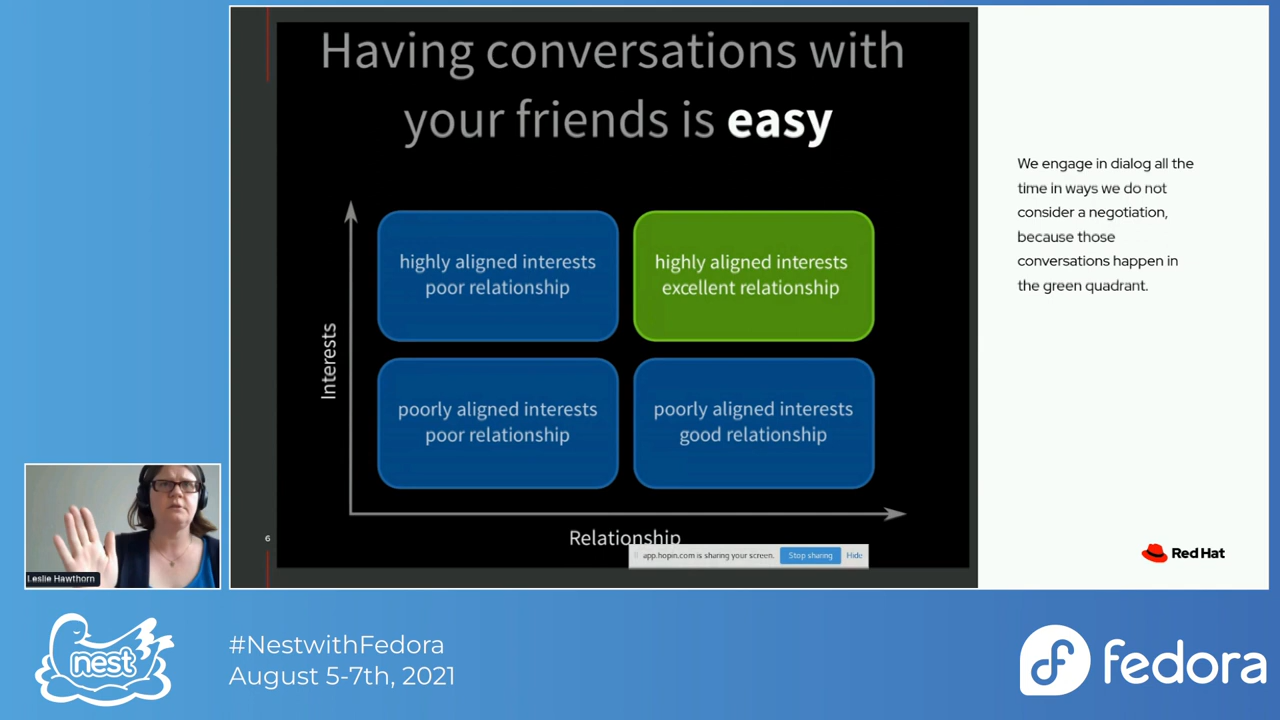 Having conversations with
your friends is easy
highly aligned interests
poor relationship
highly aligned interests
excellent relationship
poorly aligned interests
poor relationship
poorly aligned interests
good relationship
Interests
Relationship
6
app.hopin.com is sharing your screen. Stop sharing Hide
We engage in dialog all the
time in ways we do not
consider a negotiation,
because those
conversations happen in
the green quadrant.
Red Hat
Leslie Hawthorn
nest
#NestwithFedora
August 5-7th, 2021
fedora